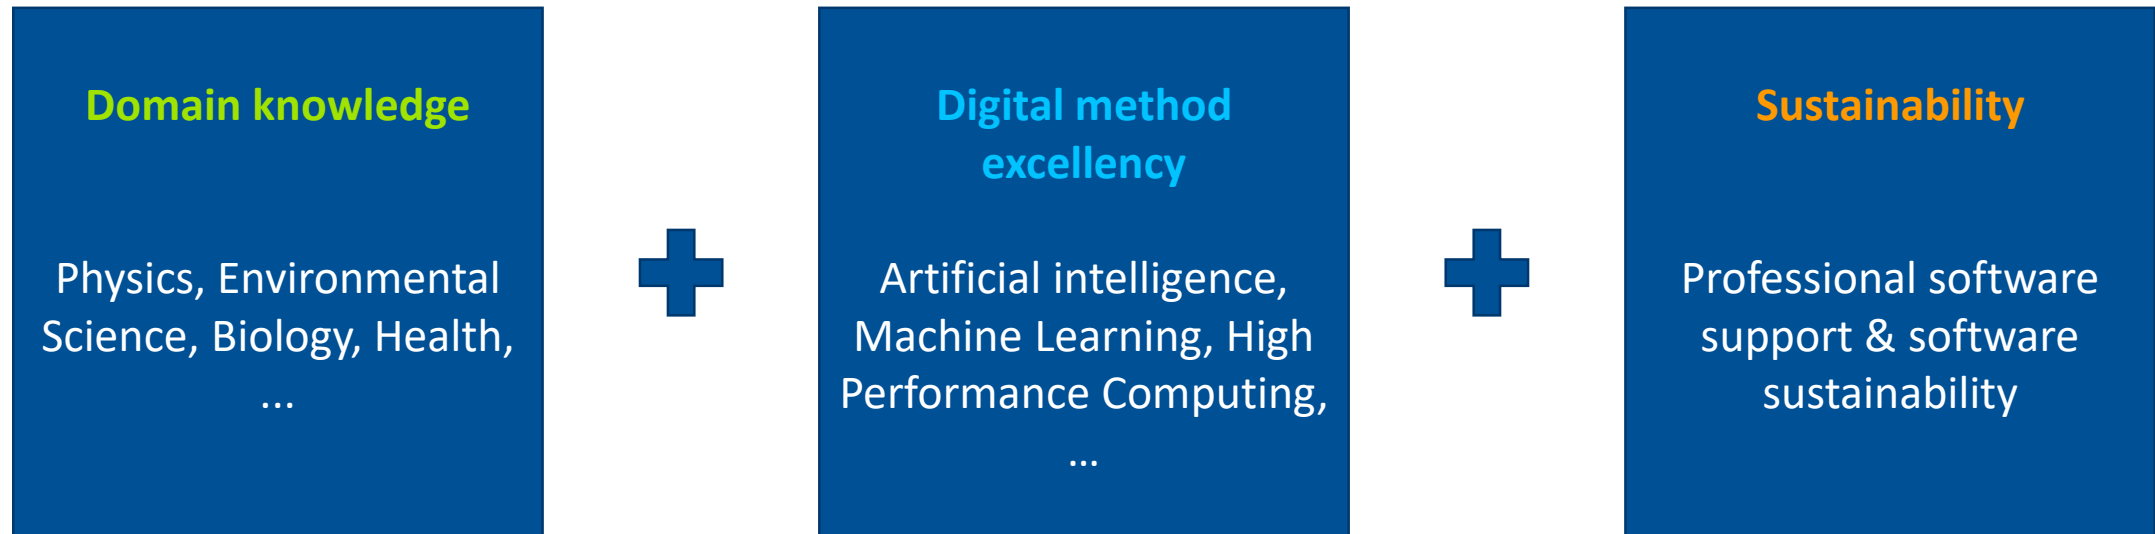 Domain knowledge
Physics, Environmental
Science, Biology, Health,
...
Digital method
excellency
Artificial intelligence,
Machine Learning, High
Performance Computing,
...
Sustainability
Professional software
support & software
sustainability